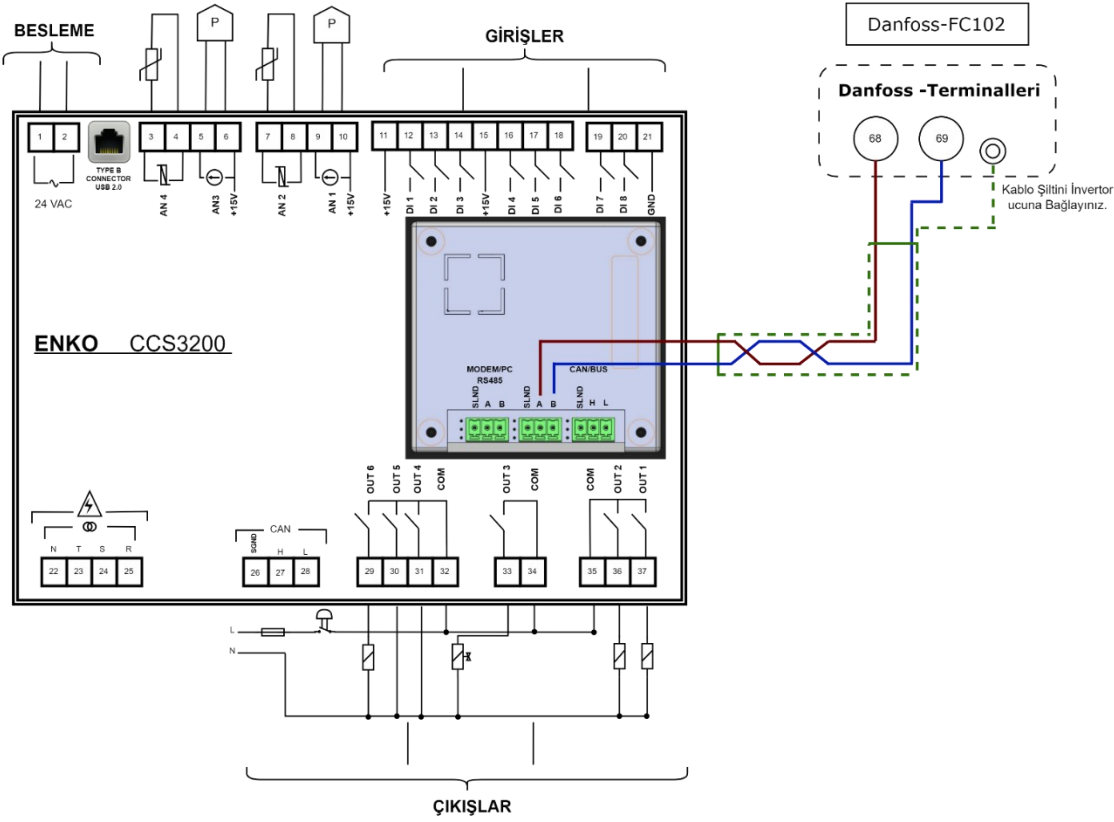 BESLEME
P
P
GİRİŞLER
Danfoss-FC102
Danfoss -Terminalleri
68
69
Kablo Şiltini İnvertor
ucuna Bağlayınız.
1 2
TYPE B
CONNECTOR
USB 2.0
3 4 5 6
7 8 9 10
11 12 13 14 15 16 17 18
19 20 21
24 VAC
AN 4
AN3
+15V
AN 2
AN 1
+15V
+15V
DI 1
DI 2
DI 3
+15V
DI 4
DI 5
DI 6
DI 7
DI 8
GND
ENKO CCS3200
MODEM/PC
RS485
CAN/BUS
SLND A B
SLND A B
SLND H L
OUT 6
OUT 5
OUT 4
COM
OUT 3
COM
COM
OUT 2
OUT 1
N T S R
22 23 24 25
CAN
SGND H L
26 27 28
29 30 31 32
33 34
35 36 37
L
N
ÇIKIŞLAR